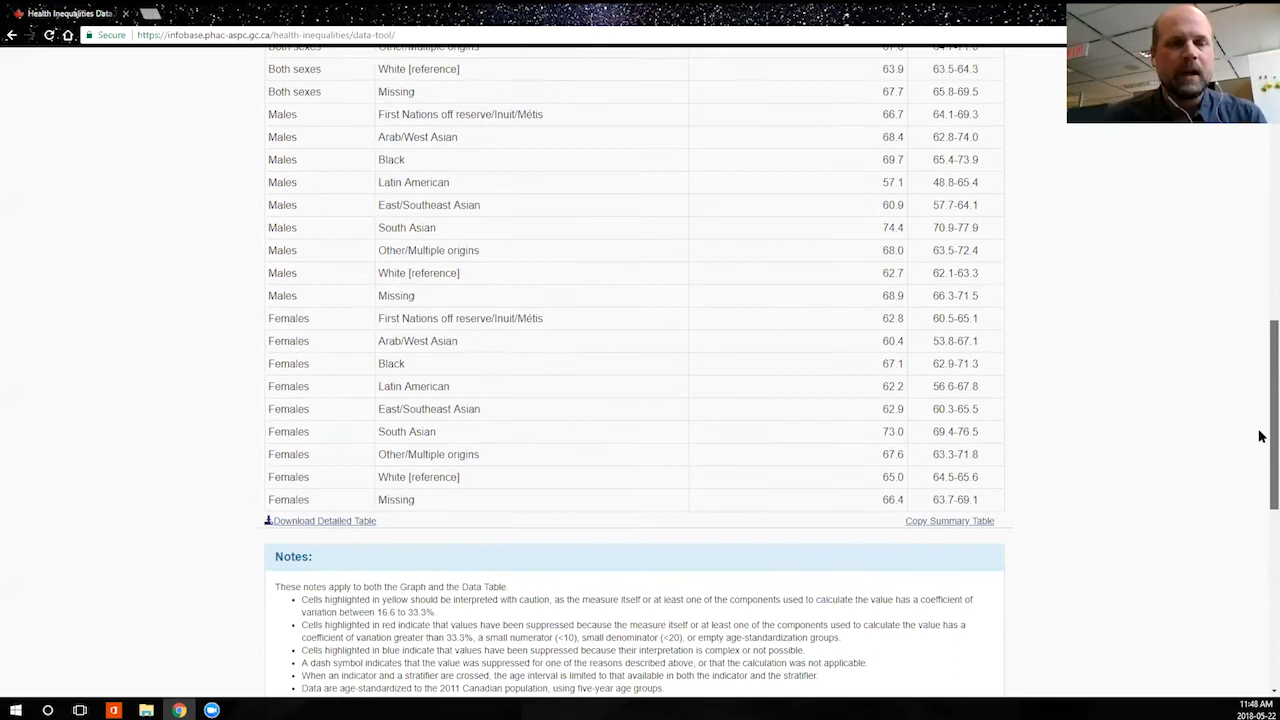 Health Inequalities Data
Secure https://infobase.phac-aspc.gc.ca/health-inequalities/data-tool/
Both sexes Other/Multiple origins 67.8 64.7-71.0
Both sexes White [reference] 63.9 63.5-64.3
Both sexes Missing 67.7 65.8-69.5
Males First Nations off reserve/Inuit/Métis 66.7 64.1-69.3
Males Arab/West Asian 68.4 62.8-74.0
Males Black 69.7 65.4-73.9
Males Latin American 57.1 48.8-65.4
Males East/Southeast Asian 60.9 57.7-64.1
Males South Asian 74.4 70.9-77.9
Males Other/Multiple origins 68.0 63.5-72.4
Males White [reference] 62.7 62.1-63.3
Males Missing 68.9 66.3-71.5
Females First Nations off reserve/Inuit/Métis 62.8 60.5-65.1
Females Arab/West Asian 60.4 53.8-67.1
Females Black 67.1 62.9-71.3
Females Latin American 62.2 56.6-67.8
Females East/Southeast Asian 62.9 60.3-65.5
Females South Asian 73.0 69.4-76.5
Females Other/Multiple origins 67.6 63.3-71.8
Females White [reference] 65.0 64.5-65.6
Females Missing 66.4 63.7-69.1
Download Detailed Table Copy Summary Table
Notes:
These notes apply to both the Graph and the Data Table.
• Cells highlighted in yellow should be interpreted with caution, as the measure itself or at least one of the components used to calculate the value has a coefficient of
variation between 16.6 to 33.3%.
• Cells highlighted in red indicate that values have been suppressed because the measure itself or at least one of the components used to calculate the value has a
coefficient of variation greater than 33.3%, a small numerator (<10), small denominator (<20), or empty age-standardization groups.
• Cells highlighted in blue indicate that values have been suppressed because their interpretation is complex or not possible.
• A dash symbol indicates that the value was suppressed for one of the reasons described above, or that the calculation was not applicable.
• When an indicator and a stratifier are crossed, the age interval is limited to that available in both the indicator and the stratifier.
• Data are age-standardized to the 2011 Canadian population, using five-year age groups.
11:48 AM
2018-05-22